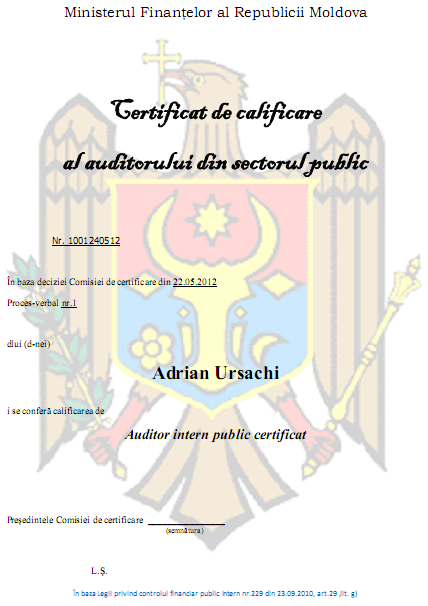 Ministerul Finanțelor al Republicii Moldova
Certificat de calificare
al auditorului din sectorul public
Nr. 1001240512
În baza deciziei Comisiei de certificare din 22.05.2012
Proces-verbal nr.1
dlui (d-nei)
Adrian Ursachi
i se conferă calificarea de
Auditor intern public certificat
Președintele Comisiei de certificare _______________
(semnătura)
L.Ș.
În baza Legii privind controlul financiar public intern nr.229 din 23.09.2010, art.29 /lit. g)